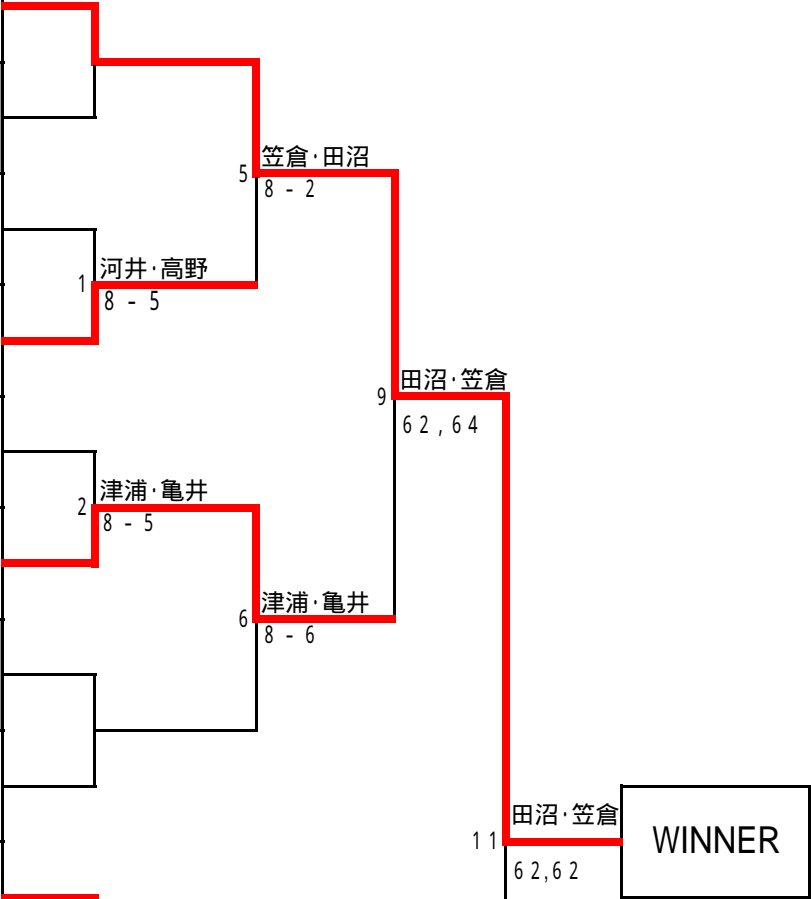 笠倉·田沼
5
8 - 2
河井·高野
1
8 - 5
田沼·笠倉
9
62,64
津浦·亀井
2
8 - 5
津浦·亀井
6
8 - 6
田沼·笠倉
11
WINNER
62,62